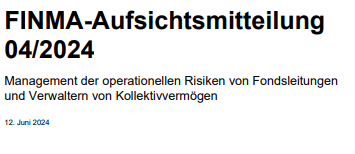 FINMA-Aufsichtsmitteilung
04/2024
Management der operationellen Risiken von Fondsleitungen
und Verwaltern von Kollektivvermögen
12. Juni 2024